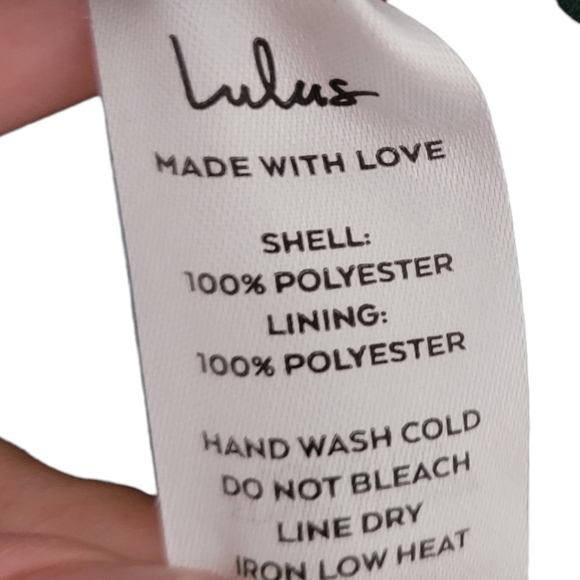 Lulus
MADE WITH LOVE
SHELL:
100% POLYESTER
LINING:
100% POLYESTER
HAND WASH COLD
DO NOT BLEACH
LINE DRY
IRON LOW HEAT